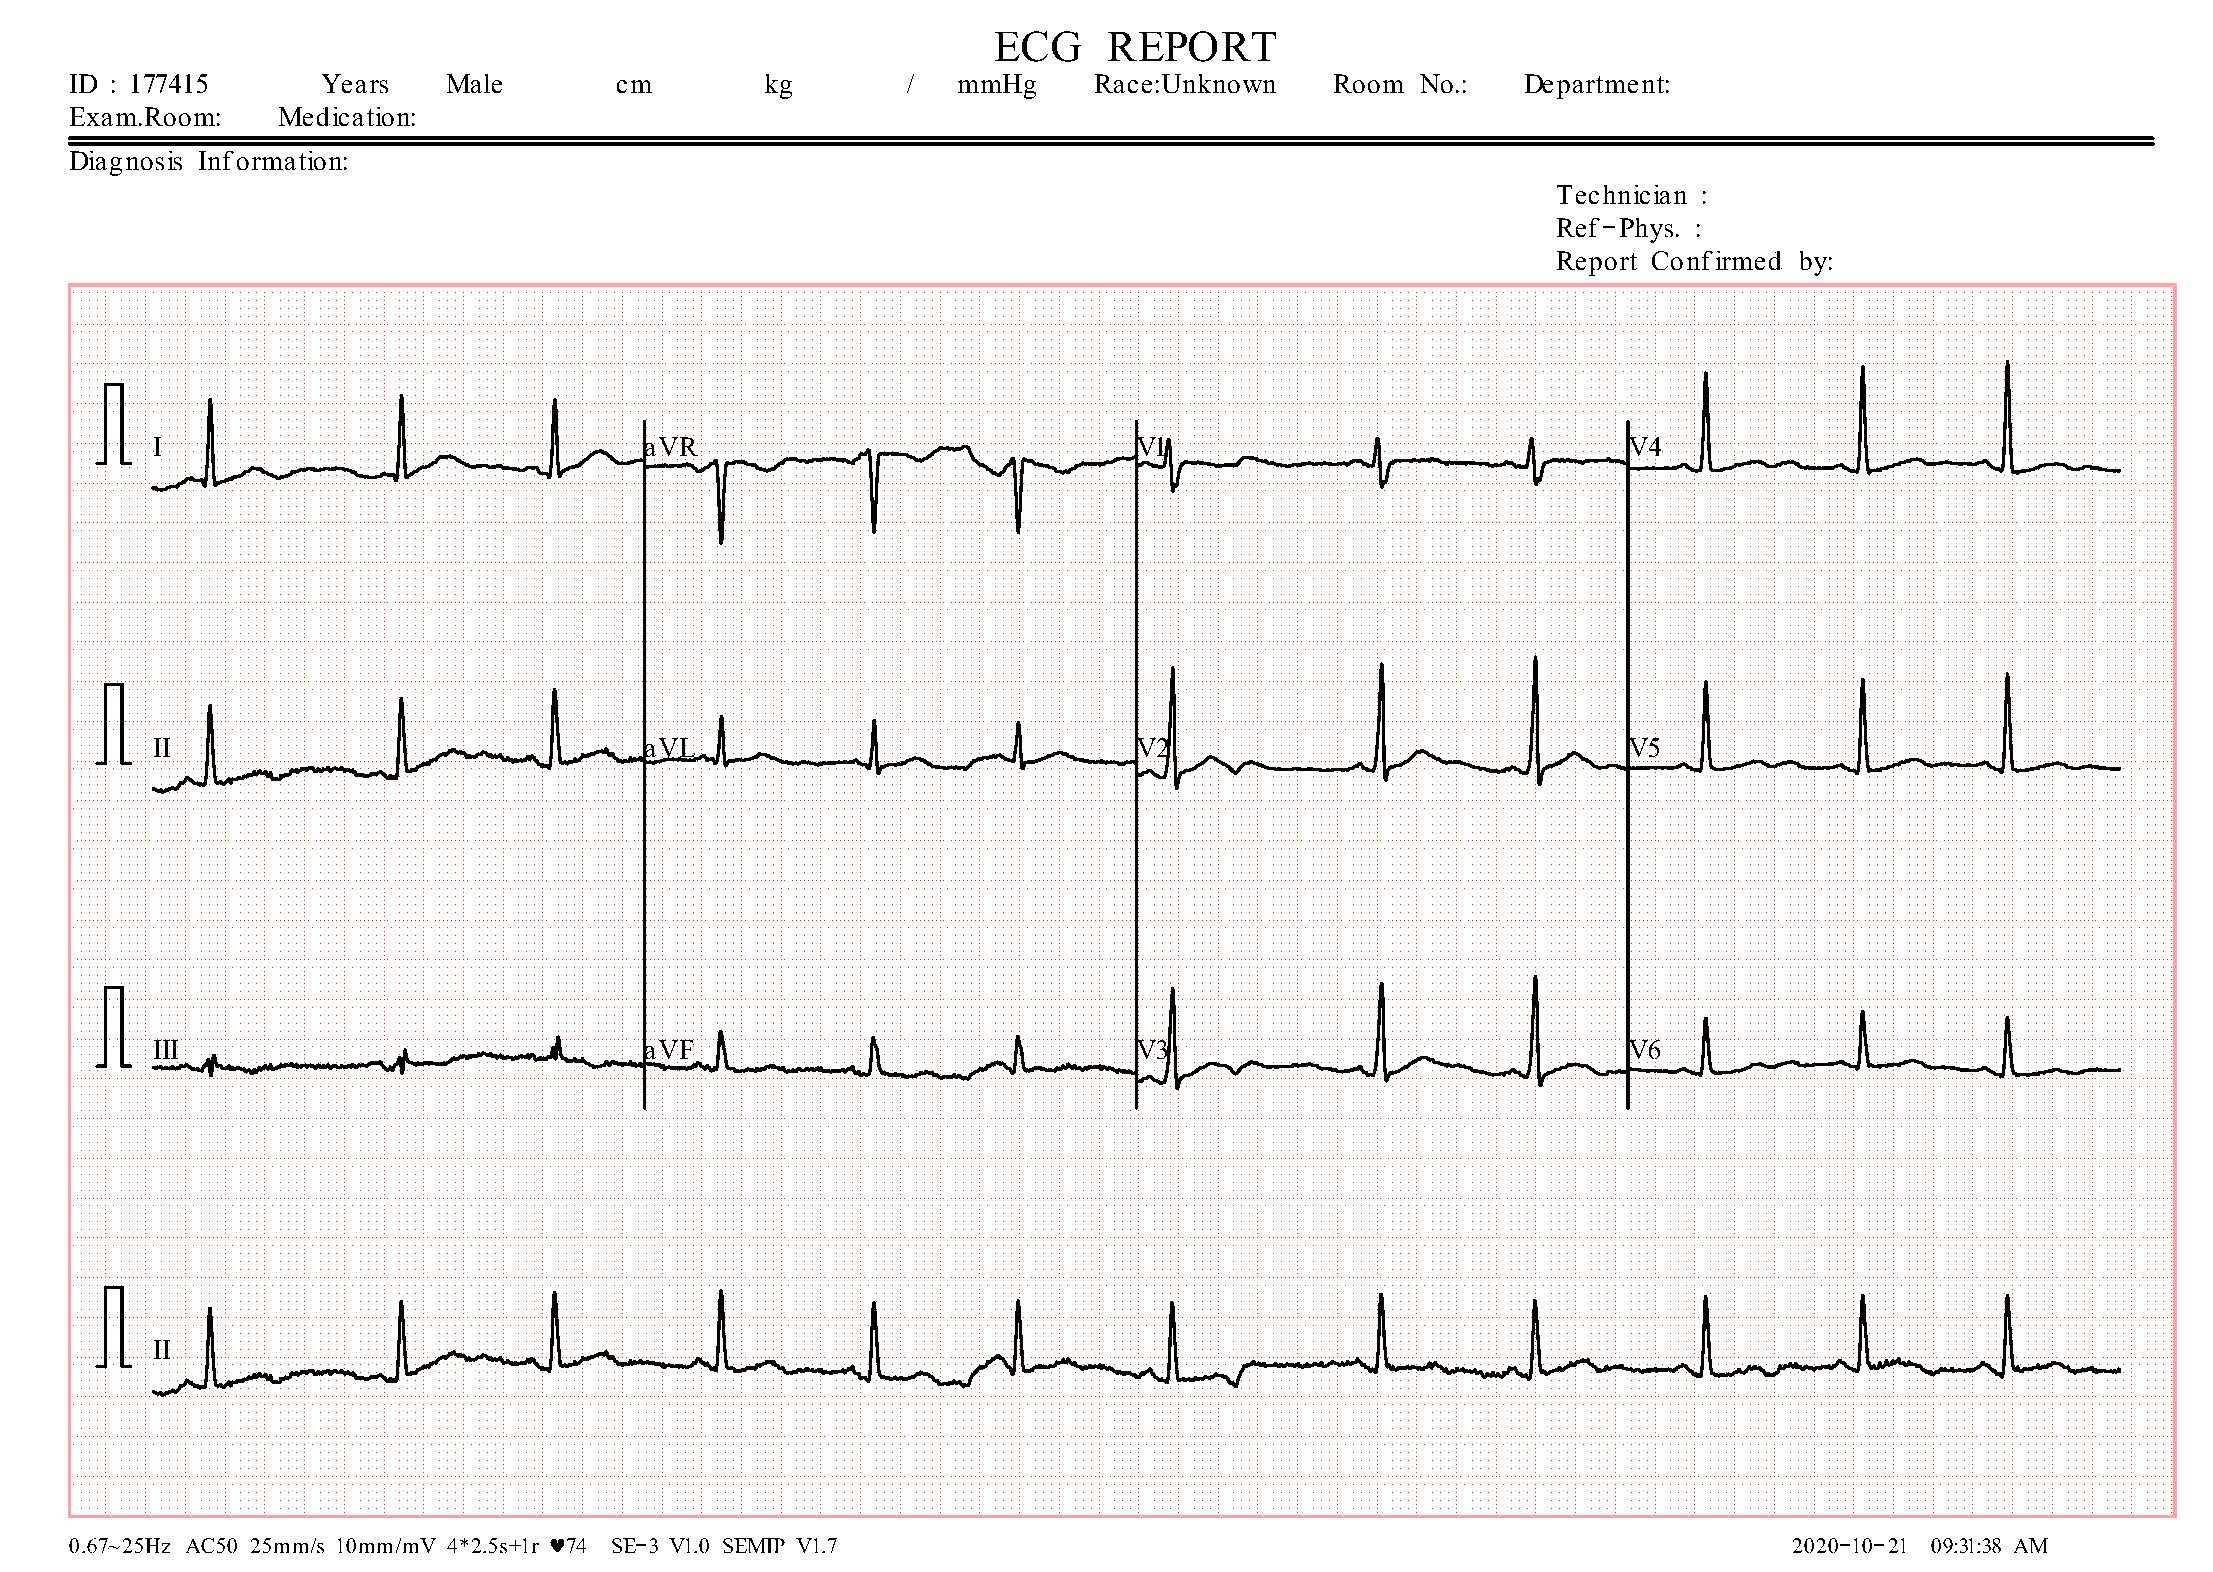 ECG REPORT
ID : 177415 Years Male cm kg / mmHg Race:Unknown Room No.: Department:
Exam.Room: Medication:
Diagnosis Information:
Technician :
Ref-Phys. :
Report Confirmed by:
I aVR V1 V4
II aVL V2 V5
III aVF V3 V6
II
0.67~25Hz AC50 25mm/s 10mm/mV 4*2.5s+1r ♥74 SE-3 V1.0 SEMIP V1.7 2020-10-21 09:31:38 AM